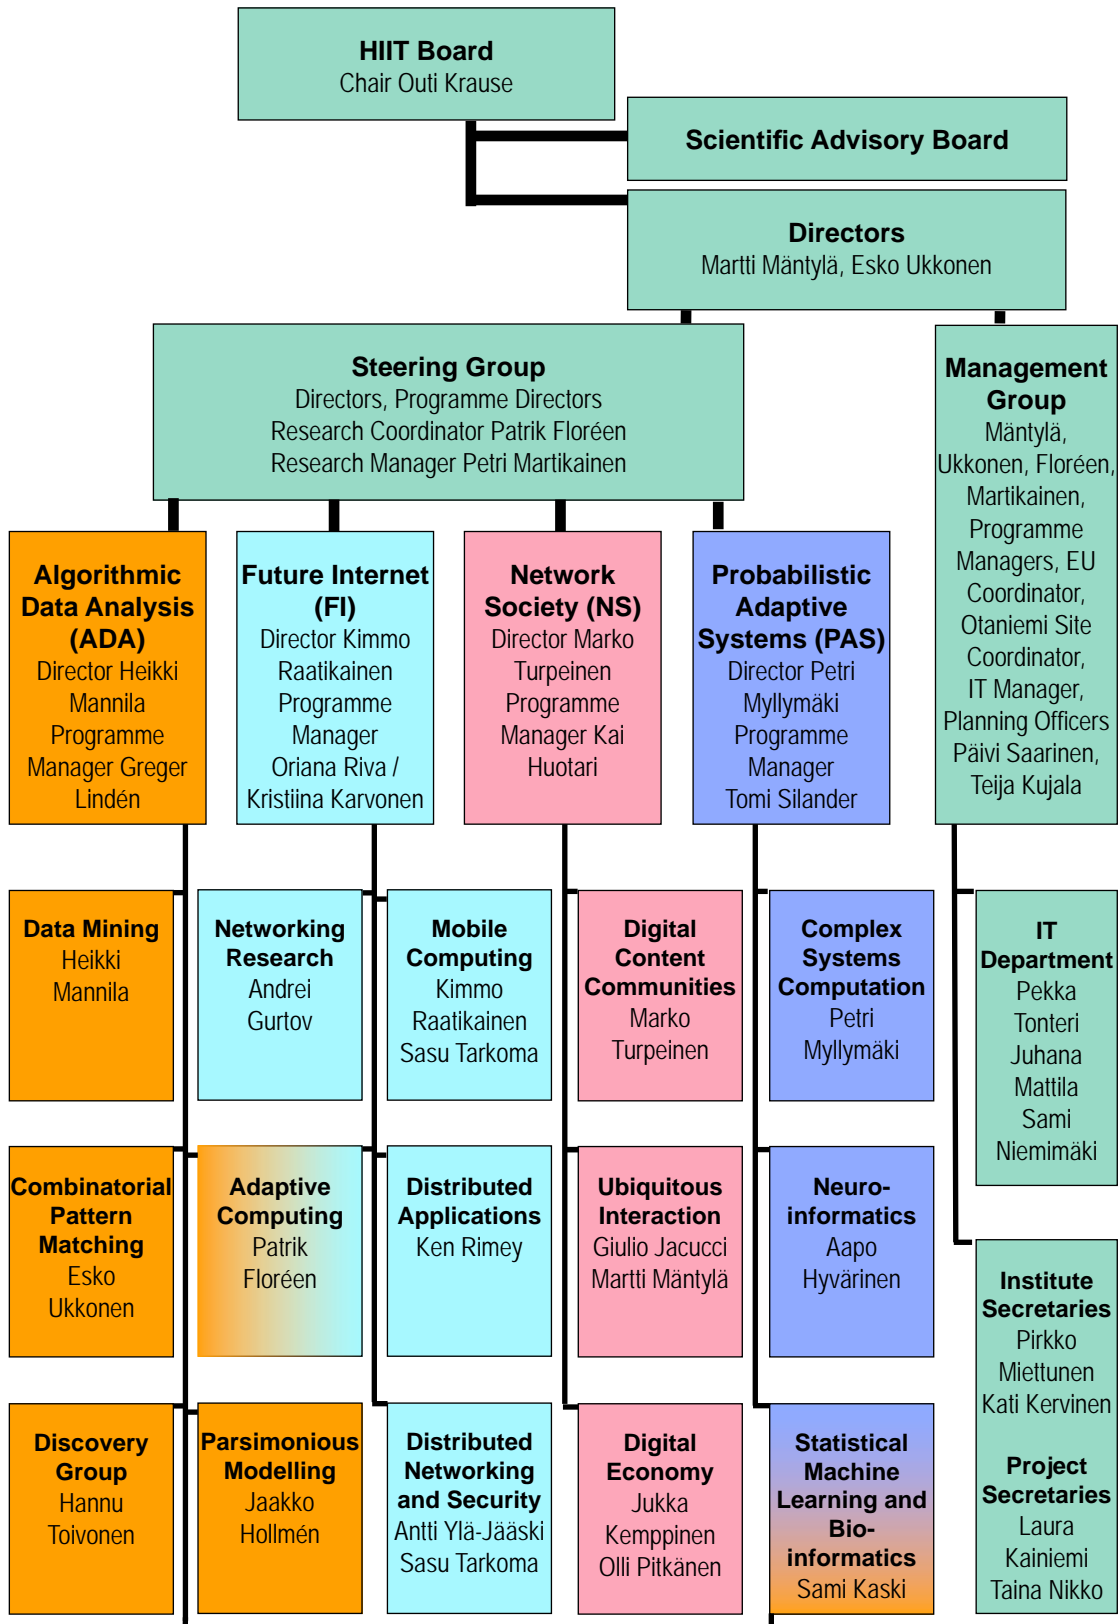 HIIT Board
Chair Outi Krause
Scientific Advisory Board
Directors
Martti Mäntylä, Esko Ukkonen
Steering Group
Directors, Programme Directors
Research Coordinator Patrik Floréen
Research Manager Petri Martikainen
Management
Group
Mäntylä,
Ukkonen, Floréen,
Martikainen,
Programme
Managers, EU
Coordinator,
Otaniemi Site
Coordinator,
IT Manager,
Planning Officers
Päivi Saarinen,
Teija Kujala
Algorithmic
Data Analysis
(ADA)
Director Heikki
Mannila
Programme
Manager Greger
Lindén
Future Internet
(FI)
Director Kimmo
Raatikainen
Programme
Manager
Oriana Riva /
Kristiina Karvonen
Network
Society (NS)
Director Marko
Turpeinen
Programme
Manager Kai
Huotari
Probabilistic
Adaptive
Systems (PAS)
Director Petri
Myllymäki
Programme
Manager
Tomi Silander
Data Mining
Heikki
Mannila
Networking
Research
Andrei
Gurtov
Mobile
Computing
Kimmo
Raatikainen
Sasu Tarkoma
Digital
Content
Communities
Marko
Turpeinen
Complex
Systems
Computation
Petri
Myllymäki
IT
Department
Pekka
Tonteri
Juhana
Mattila
Sami
Niemimäki
Combinatorial
Pattern
Matching
Esko
Ukkonen
Adaptive
Computing
Patrik
Floréen
Distributed
Applications
Ken Rimey
Ubiquitous
Interaction
Giulio Jacucci
Martti Mäntylä
Neuro-
informatics
Aapo
Hyvärinen
Institute
Secretaries
Pirkko
Miettunen
Kati Kervinen
Project
Secretaries
Laura
Kainiemi
Taina Nikko
Discovery
Group
Hannu
Toivonen
Parsimonious
Modelling
Jaakko
Hollmén
Distributed
Networking
and Security
Antti Ylä-Jääski
Sasu Tarkoma
Digital
Economy
Jukka
Kemppinen
Olli Pitkänen
Statistical
Machine
Learning and
Bio-
informatics
Sami Kaski